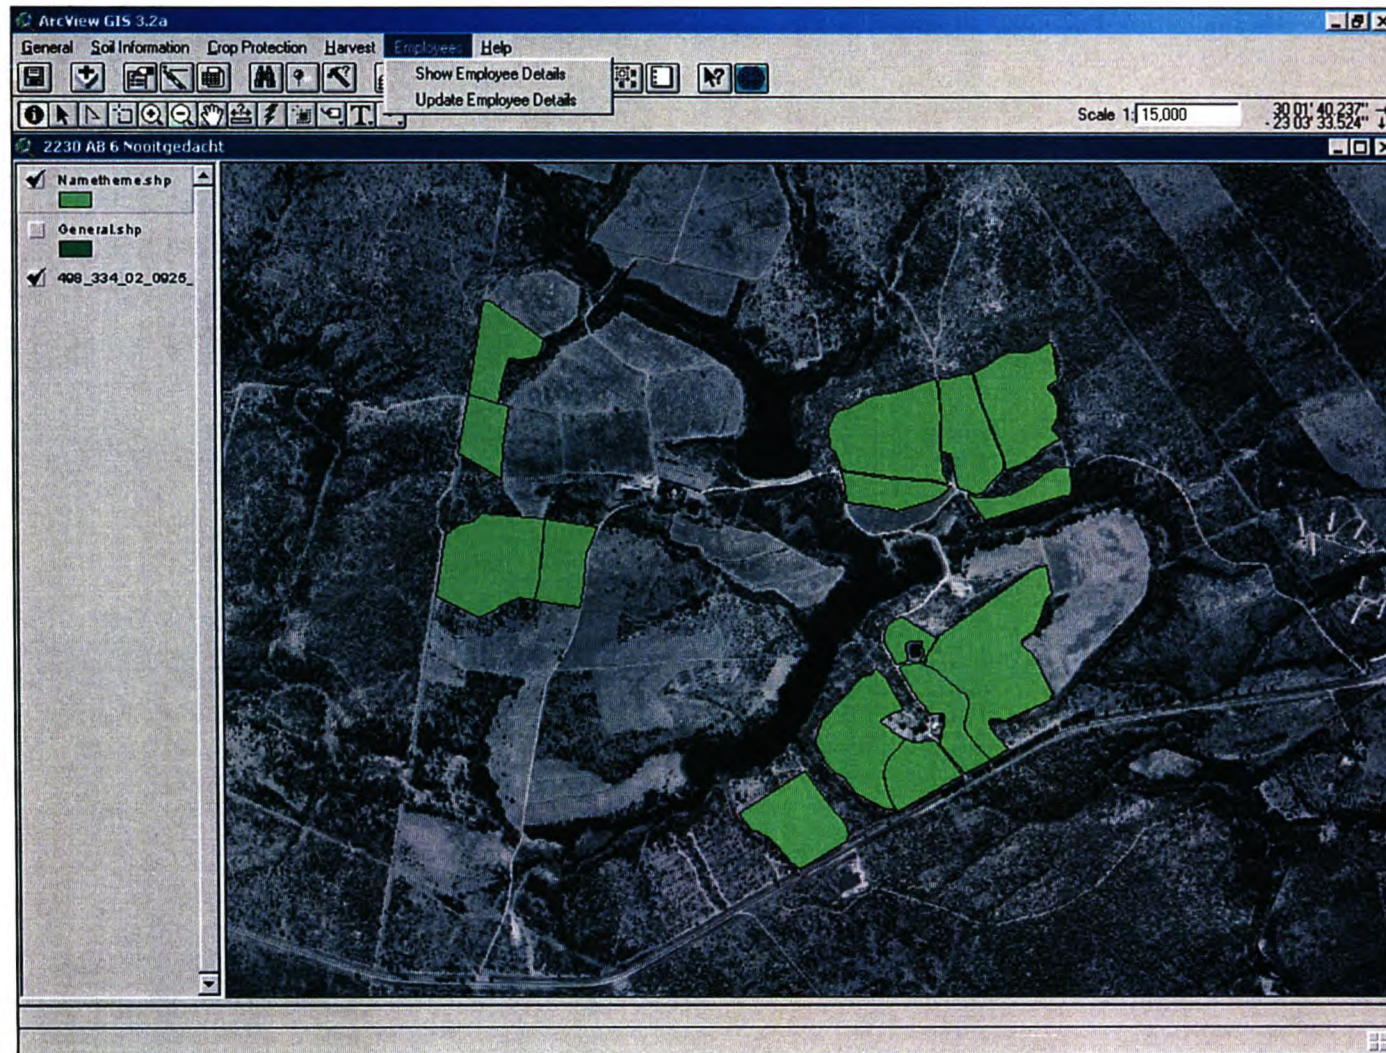 ArcView GIS 3.2a
General Soil Information Crop Protection Harvest Employees Help
Show Employee Details
Update Employee Details
Scale 1: 15,000
30 01' 40.237"
-23 03' 33.524"
2230 AB 6 Nooitgedacht
Nametheme.shp
General.shp
498_334_02_0925_